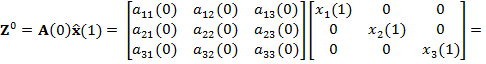 𝐙⁰ = 𝐀(0)𝐱̂(1) = [a₁₁(0) a₁₂(0) a₁₃(0); a₂₁(0) a₂₂(0) a₂₃(0); a₃₁(0) a₃₂(0) a₃₃(0)] [x₁(1) 0 0; 0 x₂(1) 0; 0 0 x₃(1)] =